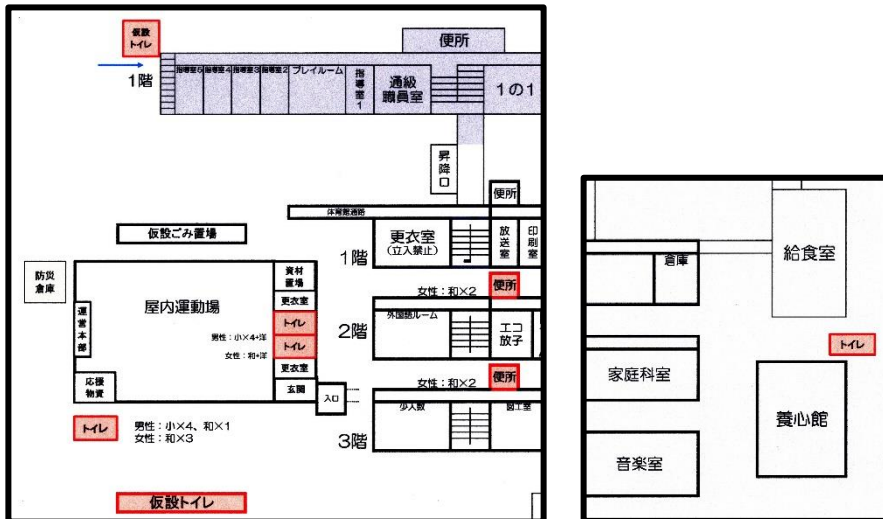 仮設
トイレ
便所
1階
指導室5
指導室4
指導室3
指導室2
プレイルーム
指導室1
通級
職員室
1の1
昇降口
便所
体育館通路
仮設ごみ置場
更衣室
(立入禁止)
放送室
印刷室
1階
防災
倉庫
資材
置場
更衣室
屋内運動場
運営本部
トイレ
男性：小×4+洋
トイレ
女性：和+洋
更衣室
玄関
応援
物資
入口
女性：和×2
便所
外国語ルーム
エコ
放子
2階
女性：和×2
便所
少人数
図工室
3階
トイレ
男性：小×4、和×1
女性：和×3
仮設トイレ
給食室
倉庫
トイレ
家庭科室
養心館
音楽室